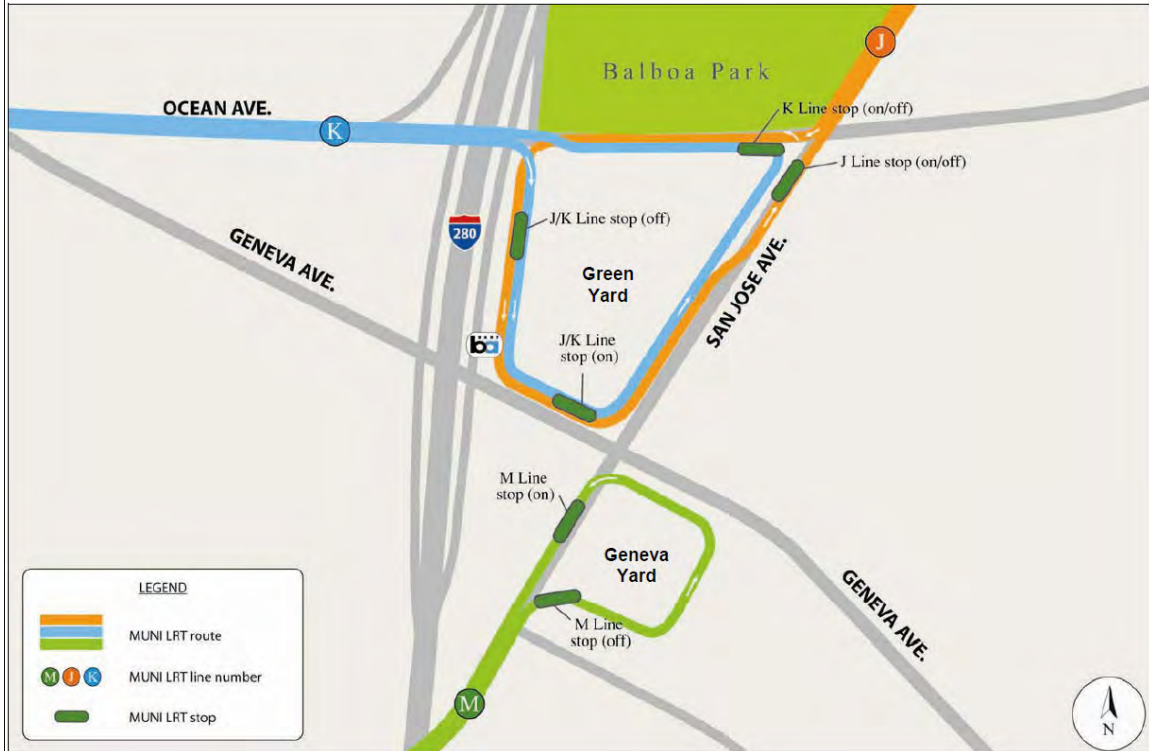 Balboa Park
J
OCEAN AVE.
K
K Line stop (on/off)
J Line stop (on/off)
J/K Line stop (off)
280
GENEVA AVE.
Green
Yard
SAN JOSE AVE.
ba
J/K Line
stop (on)
M Line
stop (on)
Geneva
Yard
M Line
stop (off)
GENEVA AVE.
M
LEGEND
MUNI LRT route
M J K
MUNI LRT line number
MUNI LRT stop
N